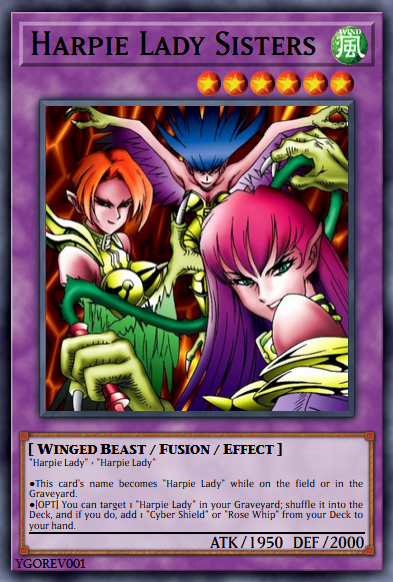 Harpie Lady Sisters
WIND
風
[ Winged Beast / Fusion / Effect ]
"Harpie Lady" · "Harpie Lady"
●This card's name becomes "Harpie Lady" while on the field or in the
Graveyard.
●[OPT] You can target 1 "Harpie Lady" in your Graveyard; shuffle it into
the Deck, and if you do, add 1 "Cyber Shield" or "Rose Whip" from your Deck to
your hand.
ATK/1950 DEF/2000
YGOREV001